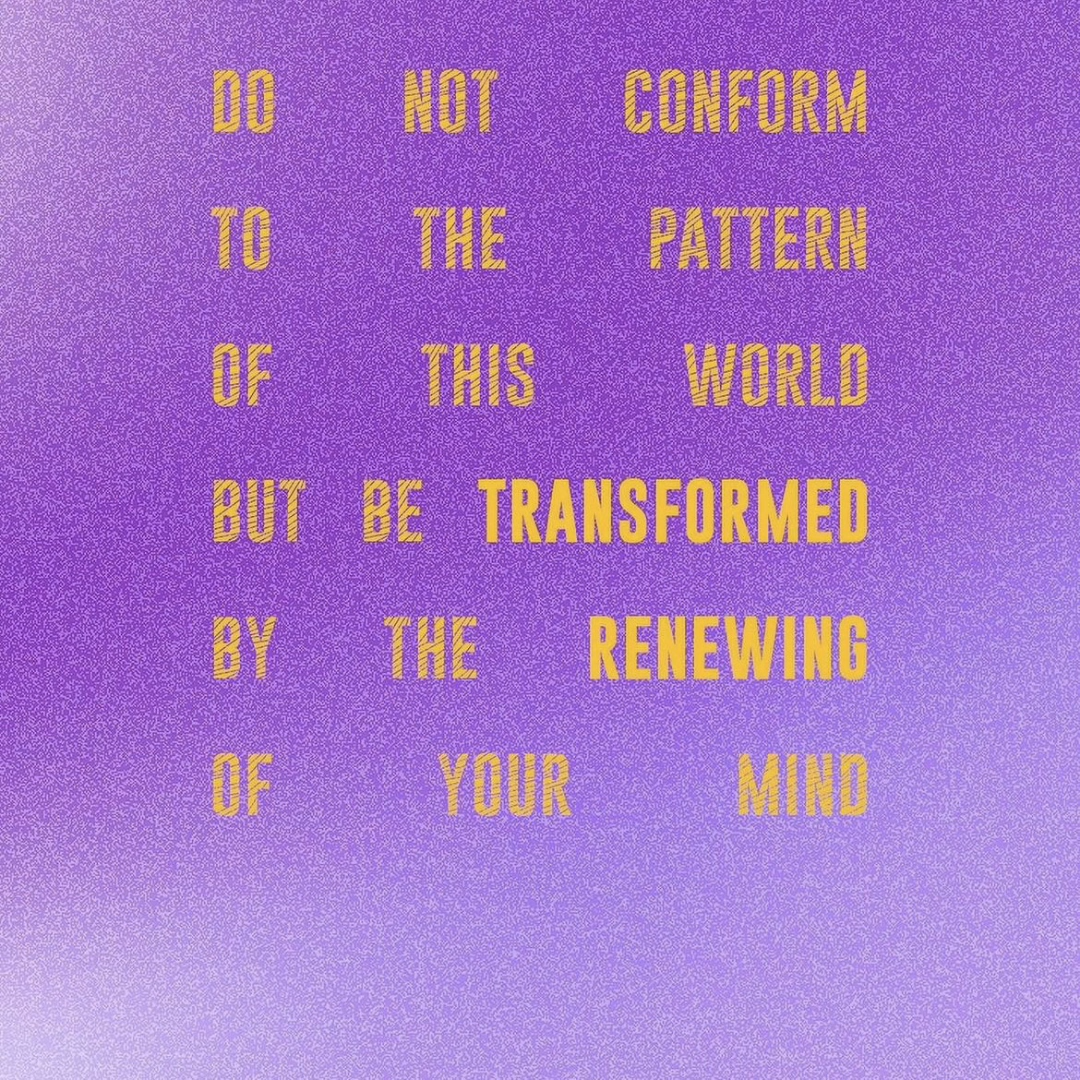 DO NOT CONFORM
TO THE PATTERN
OF THIS WORLD
BUT BE TRANSFORMED
BY THE RENEWING
OF YOUR MIND